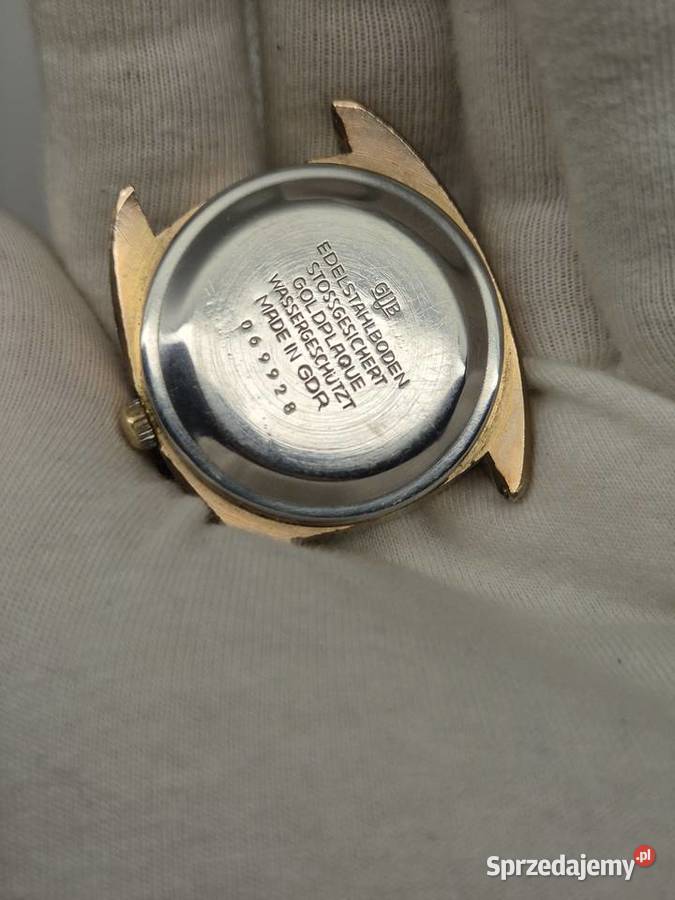 GUB
EDELSTAHLBODEN
STOSSGESICHERT
GOLDPLAQUE
WASSERGESCHÜTZT
MADE IN GDR
069928
Sprzedajemy.pl